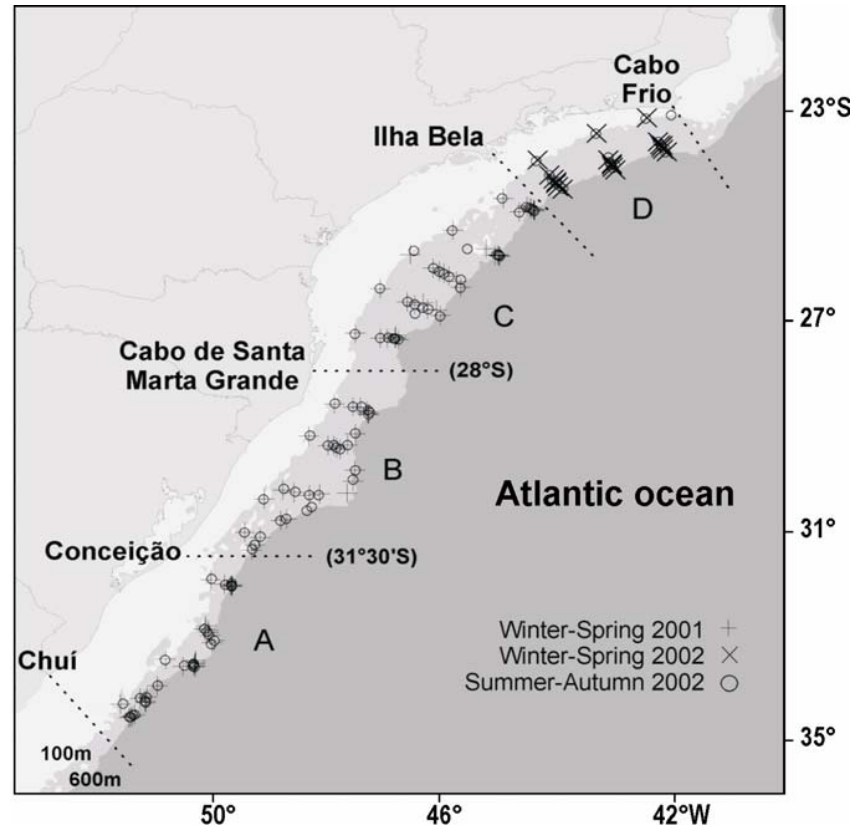 Cabo
Frio
23°S
Ilha Bela
D
C
27°
Cabo de Santa
Marta Grande
(28°S)
B
Atlantic ocean
31°
Conceição
(31°30'S)
A
Winter-Spring 2001 +
Winter-Spring 2002 ×
Summer-Autumn 2002 ○
Chuí
35°
100m
600m
50°
46°
42°W